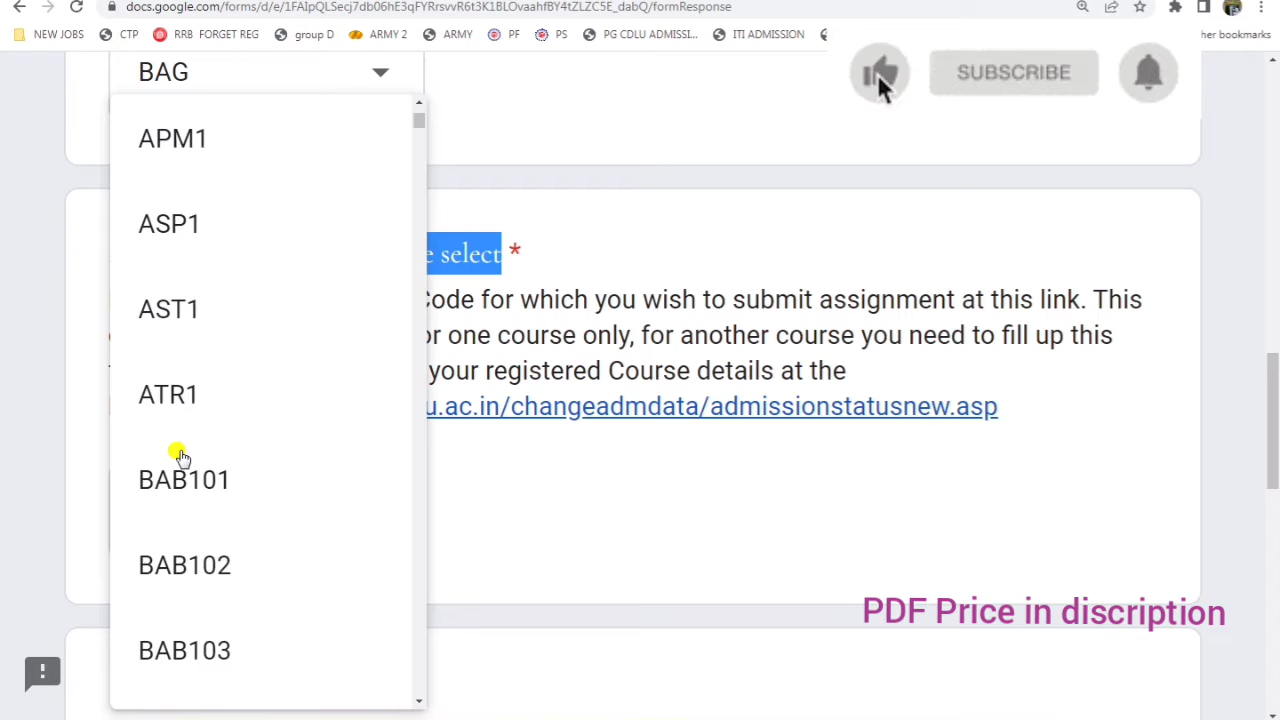 docs.google.com/forms/d/e/1FAIpQLSecj7db06hE3qFYRrsvvR6t3K1BLOvaahfBY4tZLZC5E_dabQ/formResponse
NEW JOBS CTP RRB FORGET REG group D ARMY 2 ARMY PF PS PG CDLU ADMISSI... ITI ADMISSION her bookmarks
BAG
SUBSCRIBE
APM1
ASP1
e select *
AST1
Code for which you wish to submit assignment at this link. This
or one course only, for another course you need to fill up this
your registered Course details at the
ATR1
u.ac.in/changeadmdata/admissionstatusnew.asp
BAB101
BAB102
PDF Price in discription
BAB103